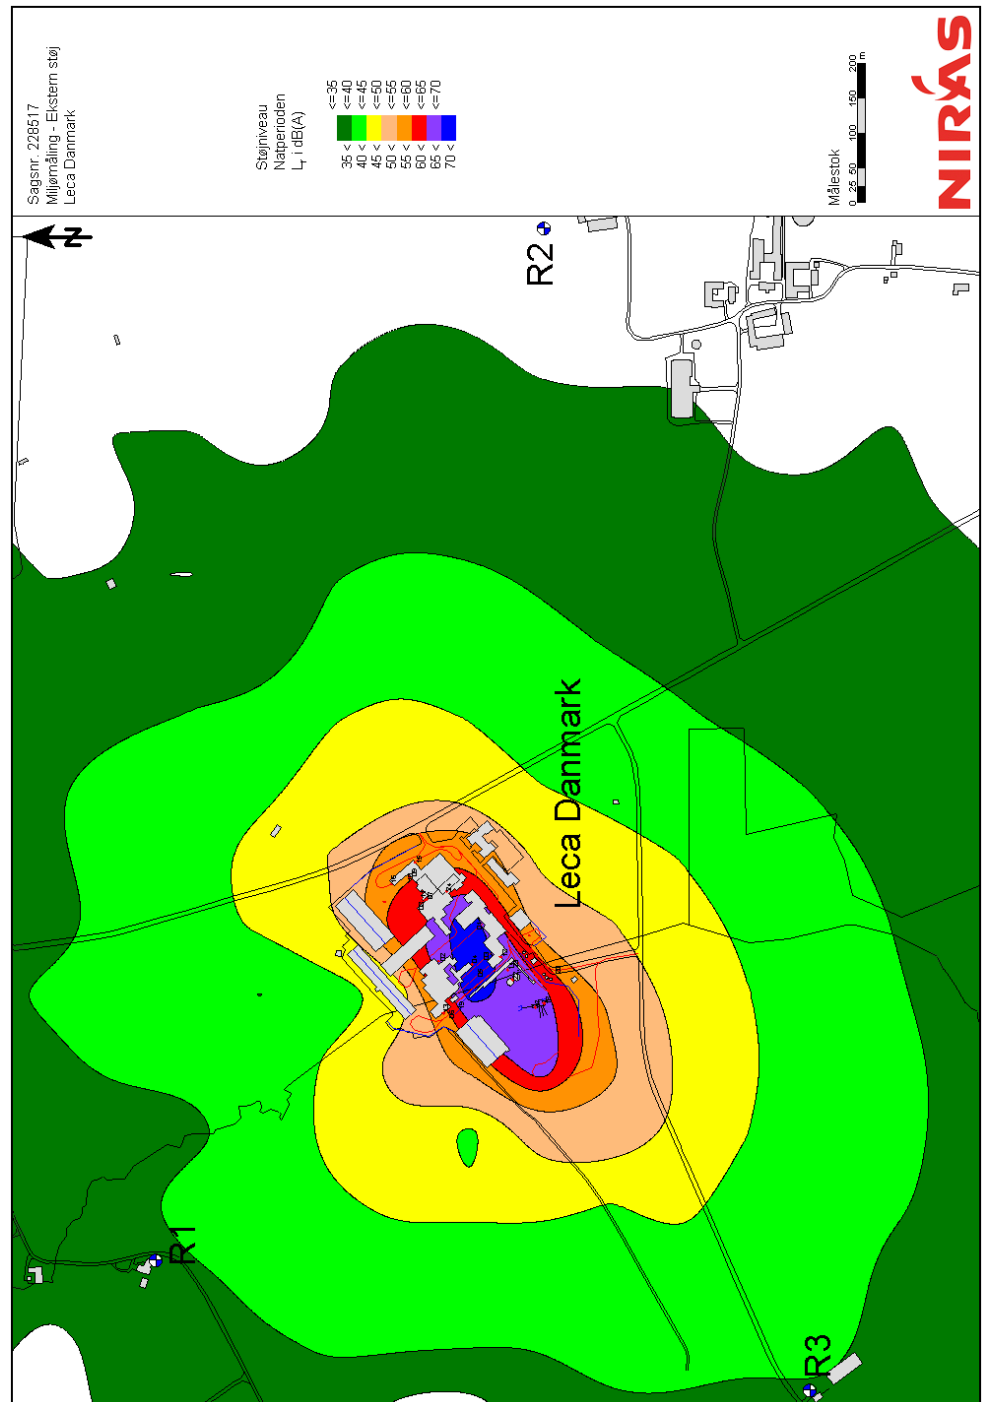 Sagsnr. 228517
Miljømåling - Ekstern støj
Leca Danmark
Støjniveau
Natperioden
Lr i dB(A)
<=35
35 < <=40
40 < <=45
45 < <=50
50 < <=55
55 < <=60
60 < <=65
65 < <=70
70 <
Målestok
0 25 50 100 150 200
m
NIRAS
N
R2
Leca Danmark
R1
R3